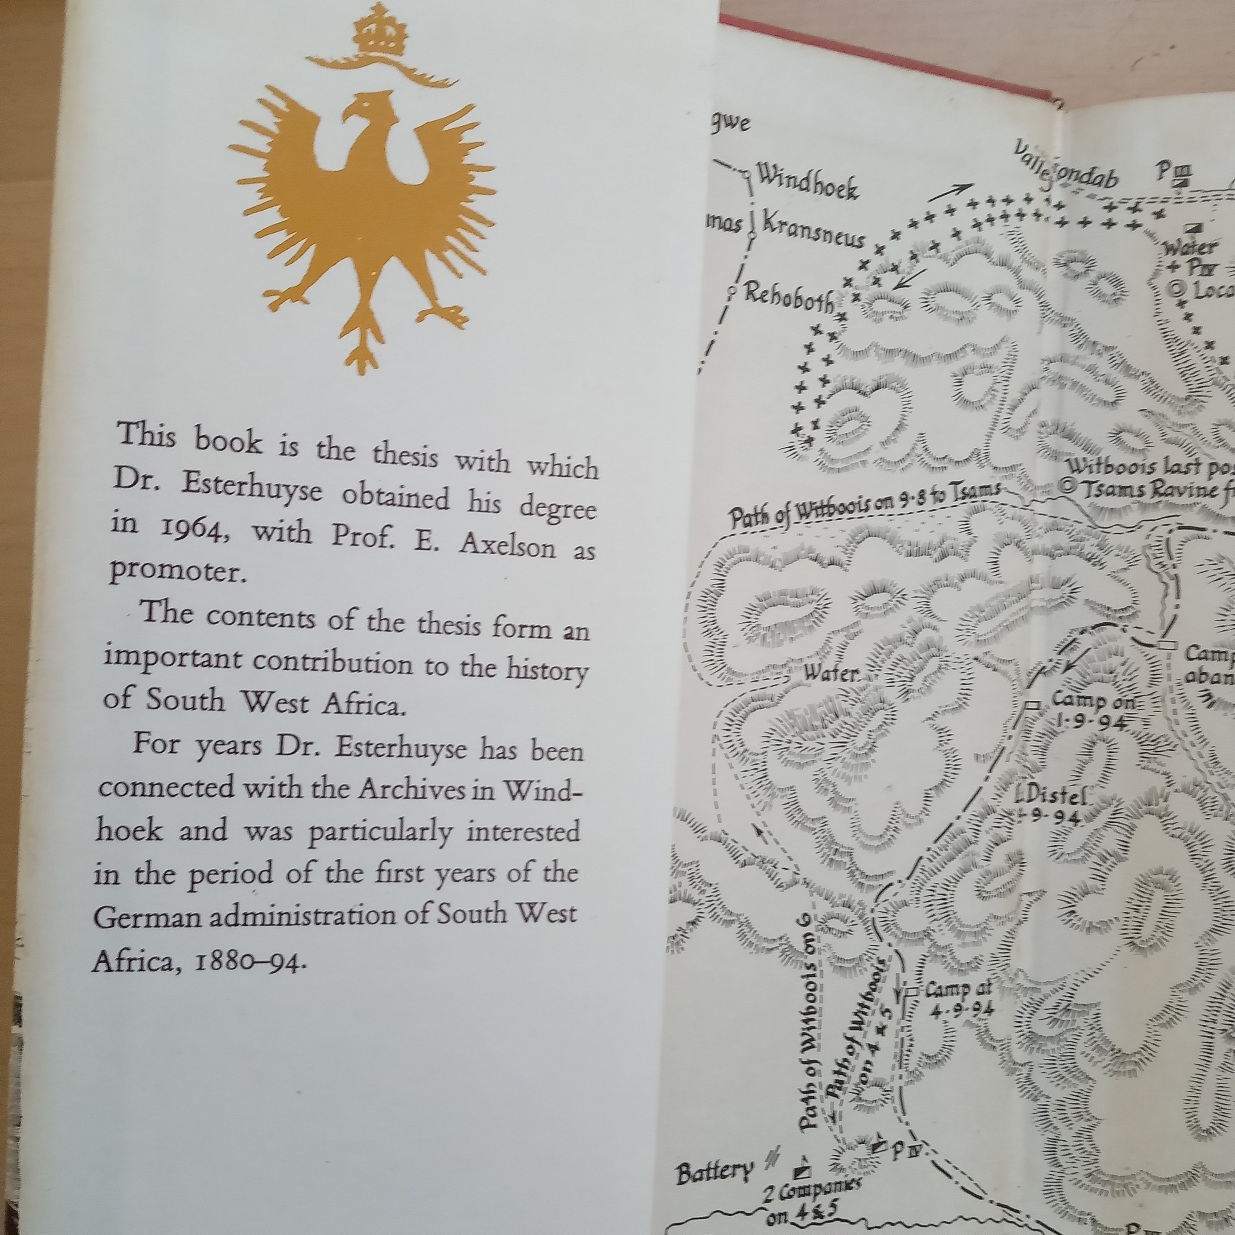 This book is the thesis with which
Dr. Esterhuyse obtained his degree
in 1964, with Prof. E. Axelson as
promoter.
The contents of the thesis form an
important contribution to the history
of South West Africa.
For years Dr. Esterhuyse has been
connected with the Archives in Wind-
hoek and was particularly interested
in the period of the first years of the
German administration of South West
Africa, 1880–94.
Windhoek
Kransneus
Rehoboth
P III
Water
+ P IV
Witboois last
Tsams Ravine
Path of Witboois on 9·8 to Tsams
Water
Camp on
1·9·94
Distel
9·94
Camp at
4·9·94
Path of Witboois on 6
Path of Witboois
on 4 & 5
P IV
Battery
2 Companies
on 4&5